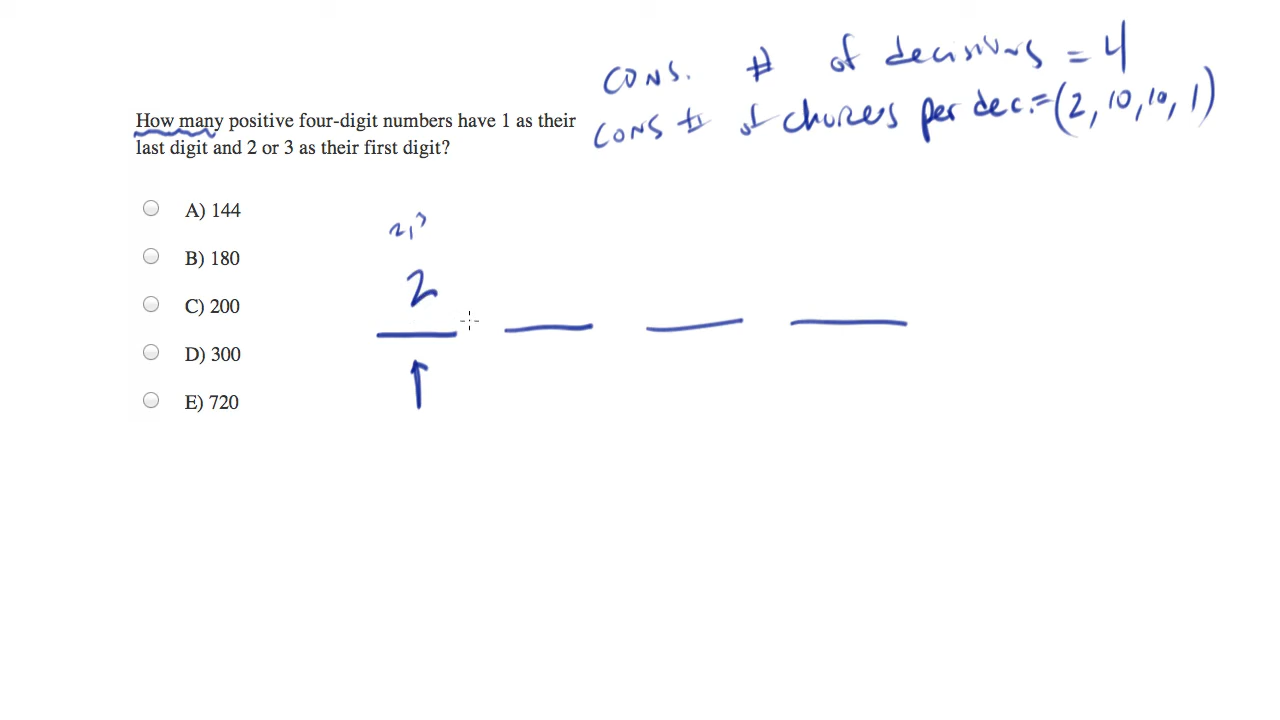 CONS. # of decisions = 4
CONS # of choices per dec. = (2, 10, 10, 1)
How many positive four-digit numbers have 1 as their
last digit and 2 or 3 as their first digit?
A) 144
B) 180
C) 200
D) 300
E) 720
2,3
2